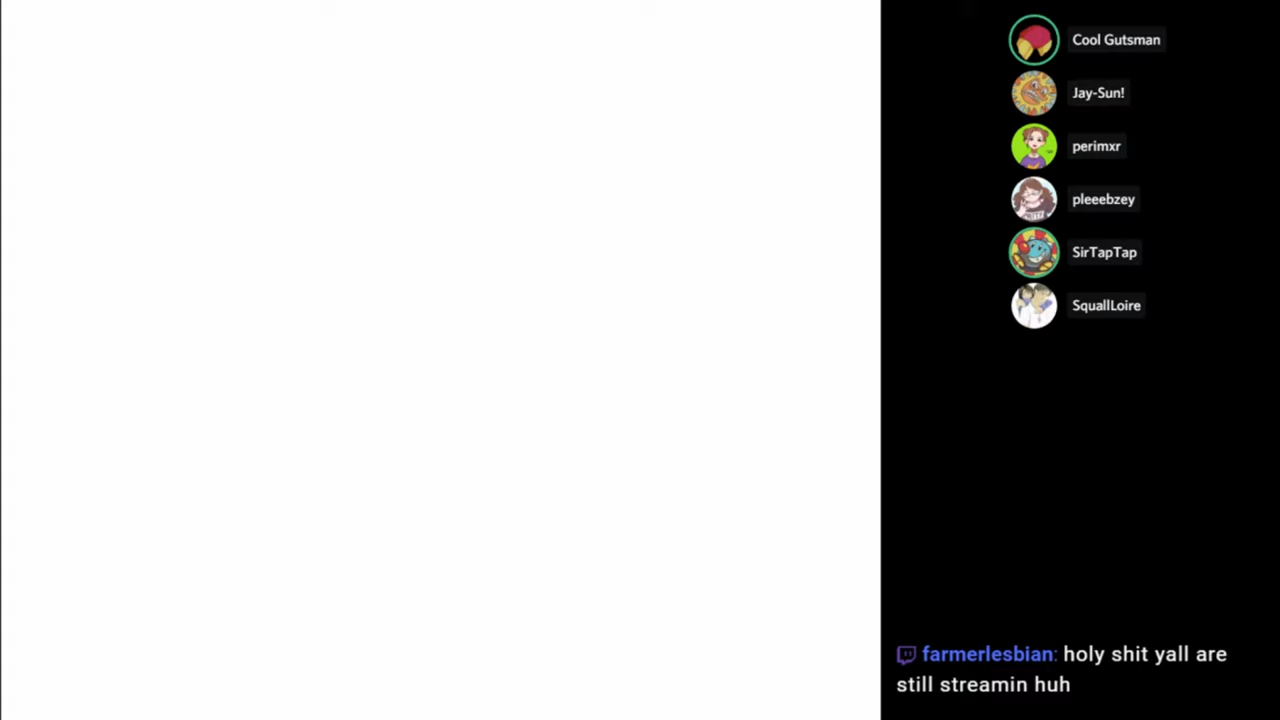 Cool Gutsman
Jay-Sun!
perimxr
pleeebzey
SirTapTap
SquallLoire
farmerlesbian: holy shit yall are
still streamin huh